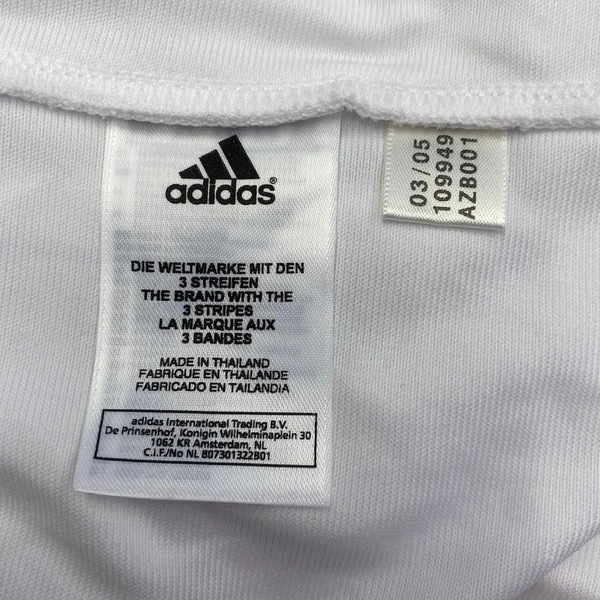 adidas®
DIE WELTMARKE MIT DEN
3 STREIFEN
THE BRAND WITH THE
3 STRIPES
LA MARQUE AUX
3 BANDES
MADE IN THAILAND
FABRIQUE EN THAILANDE
FABRICADO EN TAILANDiA
adidas International Trading B.V.
De Prinsenhof, Konigin Wilhelminaplein 30
1062 KR Amsterdam, NL
C.I.F./No NL 807301322B01
03/05
109949
AZB001